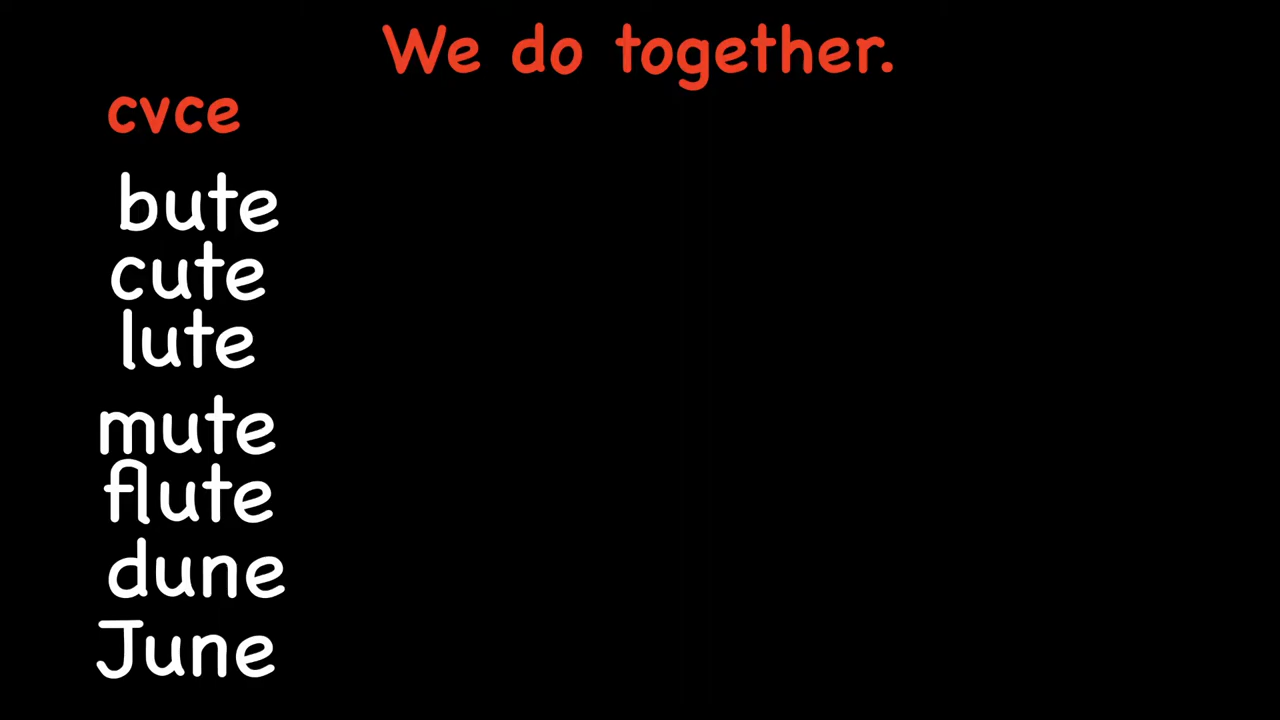 We do together.
cvce
bute
cute
lute
mute
flute
dune
June